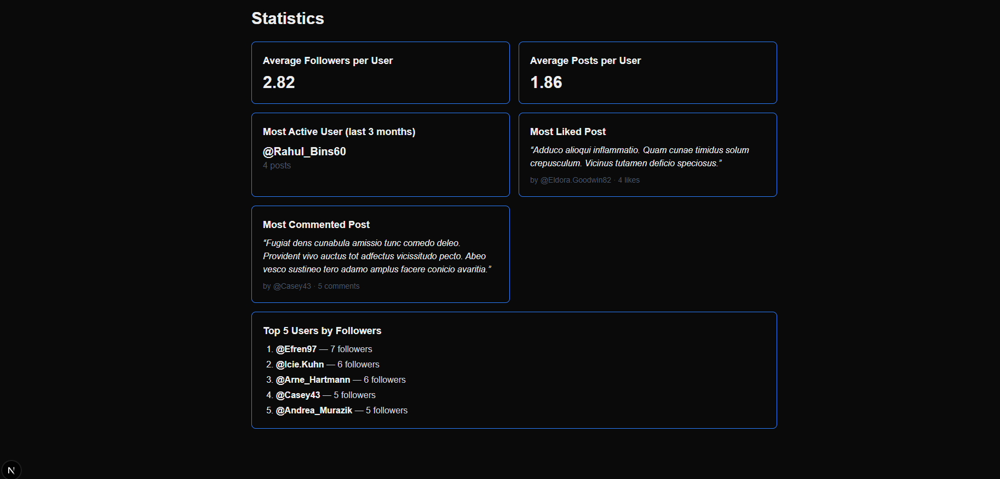 Statistics
Average Followers per User
2.82
Average Posts per User
1.86
Most Active User (last 3 months)
@Rahul_Bins60
4 posts
Most Liked Post
“Adduco alioqui inflammatio. Quam cunae timidus solum
crepusculum. Vicinus tutamen deficio speciosus.”
by @Eldora.Goodwin82 · 4 likes
Most Commented Post
“Fugiat dens cunabula amissio tunc comedo deleo.
Provident vivo auctus tot adfectus vicissitudo pecto. Abeo
vesco sustineo tero adamo amplus facere conicio avaritia.”
by @Casey43 · 5 comments
Top 5 Users by Followers
1. @Efren97 — 7 followers
2. @Icie.Kuhn — 6 followers
3. @Arne_Hartmann — 6 followers
4. @Casey43 — 5 followers
5. @Andrea_Murazik — 5 followers
N